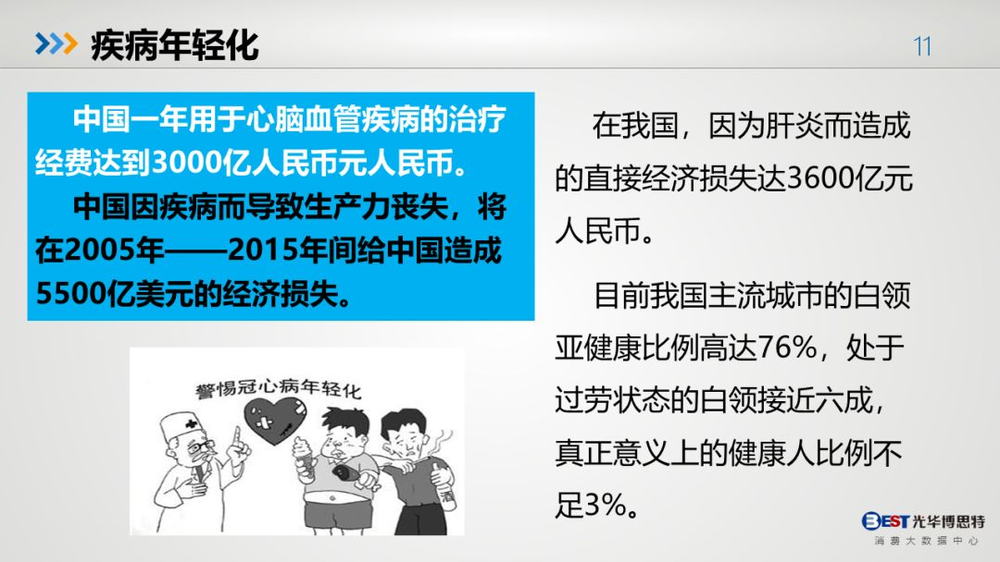 疾病年轻化
11
中国一年用于心脑血管疾病的治疗
经费达到3000亿人民币元人民币。
中国因疾病而导致生产力丧失，将
在2005年——2015年间给中国造成
5500亿美元的经济损失。
警惕冠心病年轻化
酒
在我国，因为肝炎而造成
的直接经济损失达3600亿元
人民币。
目前我国主流城市的白领
亚健康比例高达76%，处于
过劳状态的白领接近六成，
真正意义上的健康人比例不
足3%。
BEST光华博思特
消费大数据中心